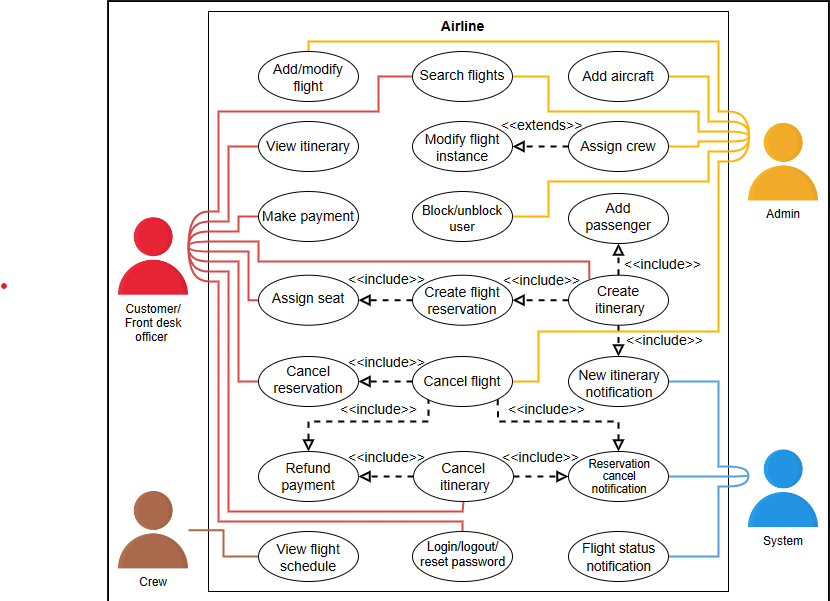 Airline
Add/modify
flight
Search flights
Add aircraft
<<extends>>
View itinerary
Modify flight
instance
Assign crew
Admin
Make payment
Block/unblock
user
Add
passenger
<<include>>
Customer/
Front desk
officer
<<include>>
<<include>>
Assign seat
Create flight
reservation
Create
itinerary
<<include>>
<<include>>
Cancel
reservation
Cancel flight
New itinerary
notification
<<include>>
<<include>>
<<include>>
<<include>>
Refund
payment
Cancel
itinerary
Reservation
cancel
notification
System
View flight
schedule
Login/logout/
reset password
Flight status
notification
Crew